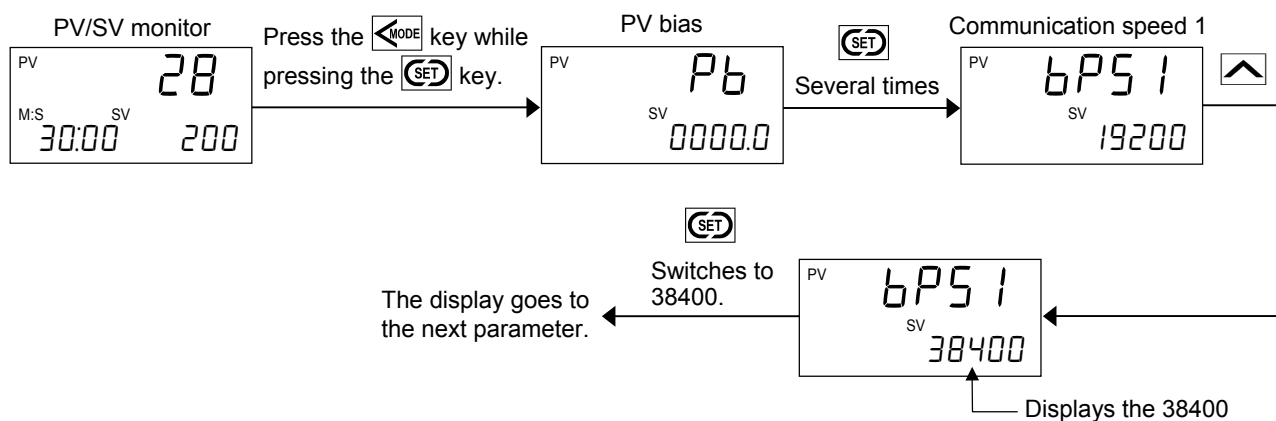 PV/SV monitor
PV
28
M:S SV
30:00 200
Press the <MODE key while
pressing the SET key.
PV bias
PV
Pb
SV
0000.0
SET
Several times
Communication speed 1
PV
bPS1
SV
19200
SET
Switches to
38400.
The display goes to
the next parameter.
PV
bPS1
SV
38400
Displays the 38400